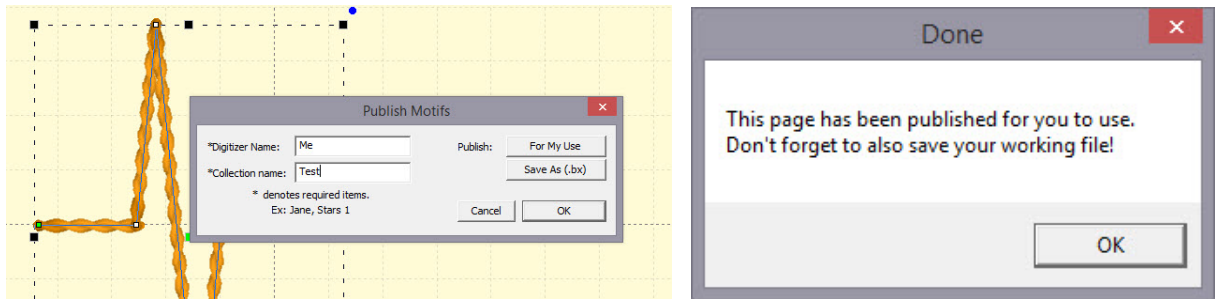 Publish Motifs
*Digitizer Name: Me
Publish: For My Use
*Collection name: Test
Save As (.bx)
* denotes required items.
Ex: Jane, Stars 1
Cancel OK
Done
This page has been published for you to use.
Don't forget to also save your working file!
OK